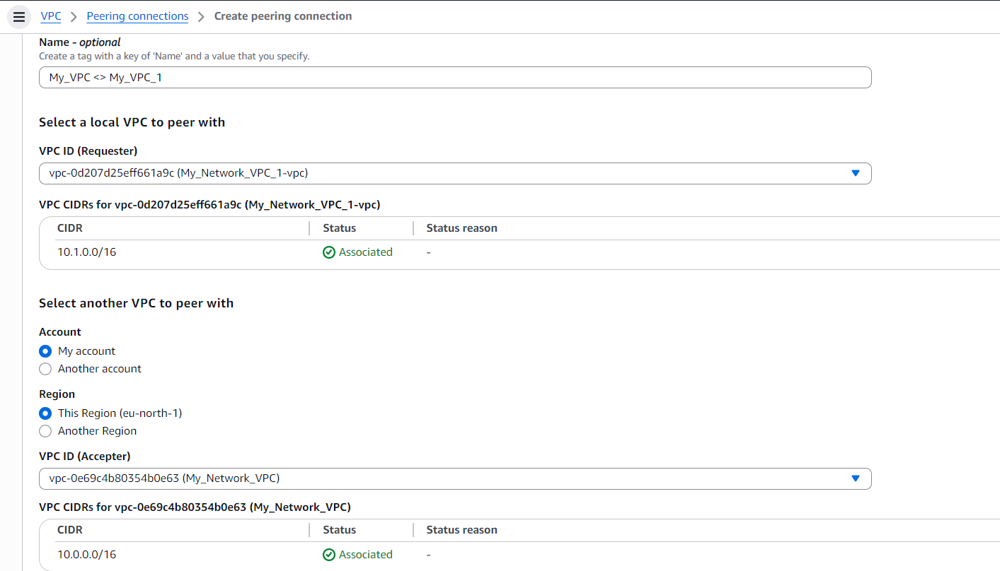 VPC > Peering connections > Create peering connection
Name - optional
Create a tag with a key of 'Name' and a value that you specify.
My_VPC <> My_VPC_1
Select a local VPC to peer with
VPC ID (Requester)
vpc-0d207d25eff661a9c (My_Network_VPC_1-vpc)
VPC CIDRs for vpc-0d207d25eff661a9c (My_Network_VPC_1-vpc)
CIDR Status Status reason
10.1.0.0/16 Associated -
Select another VPC to peer with
Account
My account
Another account
Region
This Region (eu-north-1)
Another Region
VPC ID (Accepter)
vpc-0e69c4b80354b0e63 (My_Network_VPC)
VPC CIDRs for vpc-0e69c4b80354b0e63 (My_Network_VPC)
CIDR Status Status reason
10.0.0.0/16 Associated -